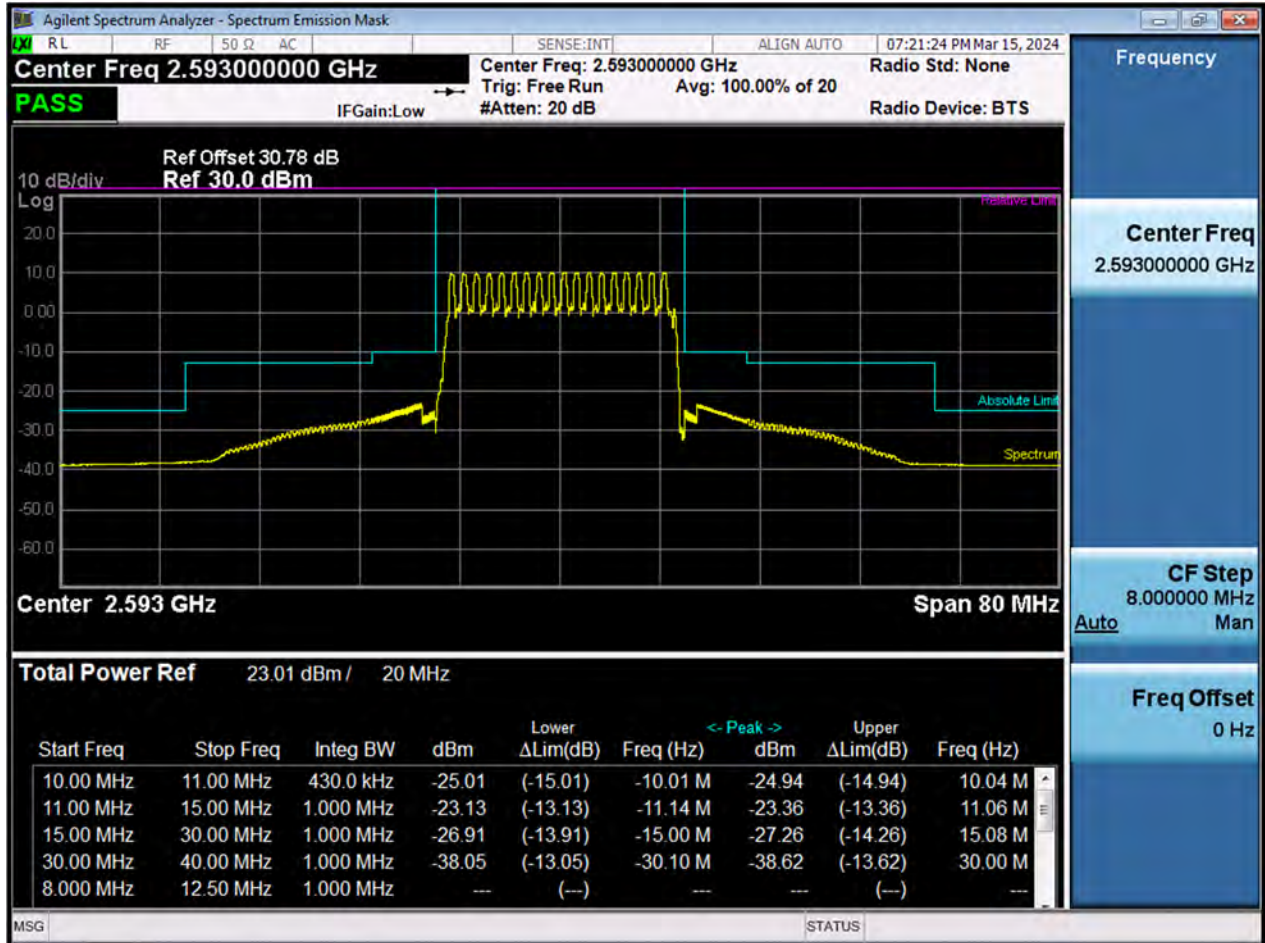 Agilent Spectrum Analyzer - Spectrum Emission Mask
LXI RL RF 50 Ω AC SENSE:INT ALIGN AUTO 07:21:24 PM Mar 15, 2024
Center Freq 2.593000000 GHz Center Freq: 2.593000000 GHz Radio Std: None
Trig: Free Run Avg: 100.00% of 20
PASS IFGain:Low #Atten: 20 dB Radio Device: BTS
Ref Offset 30.78 dB
10 dB/div Ref 30.0 dBm
Log
Relative Limit
20.0
10.0
0.00
-10.0
-20.0
Absolute Limit
-30.0
Spectrum
-40.0
-50.0
-60.0
Center 2.593 GHz Span 80 MHz
Total Power Ref 23.01 dBm / 20 MHz
Lower <- Peak -> Upper
Start Freq Stop Freq Integ BW dBm ΔLim(dB) Freq (Hz) dBm ΔLim(dB) Freq (Hz)
10.00 MHz 11.00 MHz 430.0 kHz -25.01 (-15.01) -10.01 M -24.94 (-14.94) 10.04 M
11.00 MHz 15.00 MHz 1.000 MHz -23.13 (-13.13) -11.14 M -23.36 (-13.36) 11.06 M
15.00 MHz 30.00 MHz 1.000 MHz -26.91 (-13.91) -15.00 M -27.26 (-14.26) 15.08 M
30.00 MHz 40.00 MHz 1.000 MHz -38.05 (-13.05) -30.10 M -38.62 (-13.62) 30.00 M
8.000 MHz 12.50 MHz 1.000 MHz --- (---) --- --- (---) ---
MSG STATUS
Frequency
Center Freq
2.593000000 GHz
CF Step
8.000000 MHz
Auto Man
Freq Offset
0 Hz